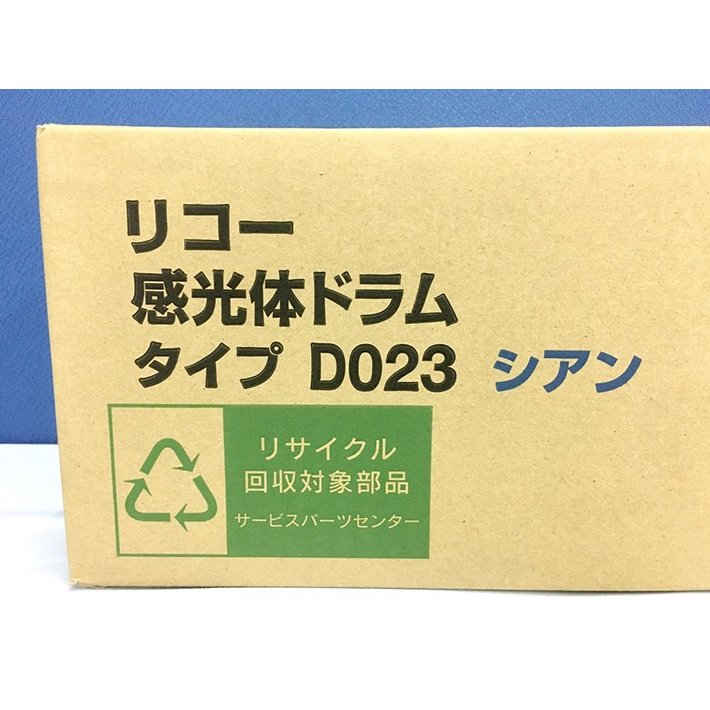 リコー
感光体ドラム
タイプ D023 シアン
リサイクル
回収対象部品
サービスパーツセンター